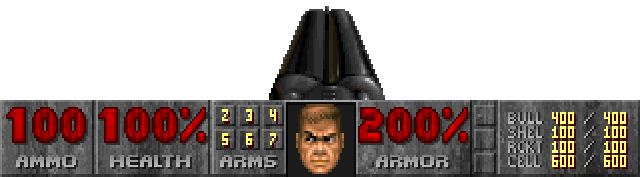 100 100% 2 3 4 200% BULL 400 / 400
SHEL 100 / 100
5 6 7 RCKT 100 / 100
AMMO HEALTH ARMS ARMOR CELL 600 / 600